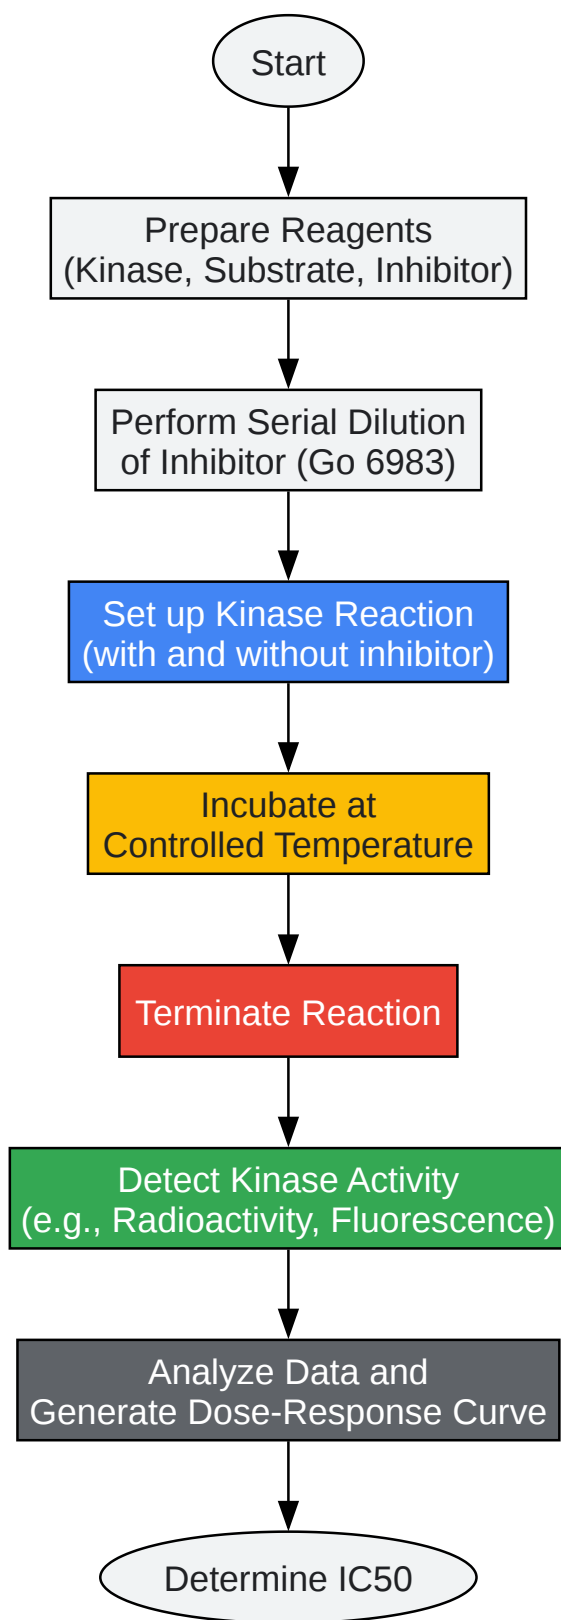 Start
Prepare Reagents
(Kinase, Substrate, Inhibitor)
Perform Serial Dilution
of Inhibitor (Go 6983)
Set up Kinase Reaction
(with and without inhibitor)
Incubate at
Controlled Temperature
Terminate Reaction
Detect Kinase Activity
(e.g., Radioactivity, Fluorescence)
Analyze Data and
Generate Dose-Response Curve
Determine IC50